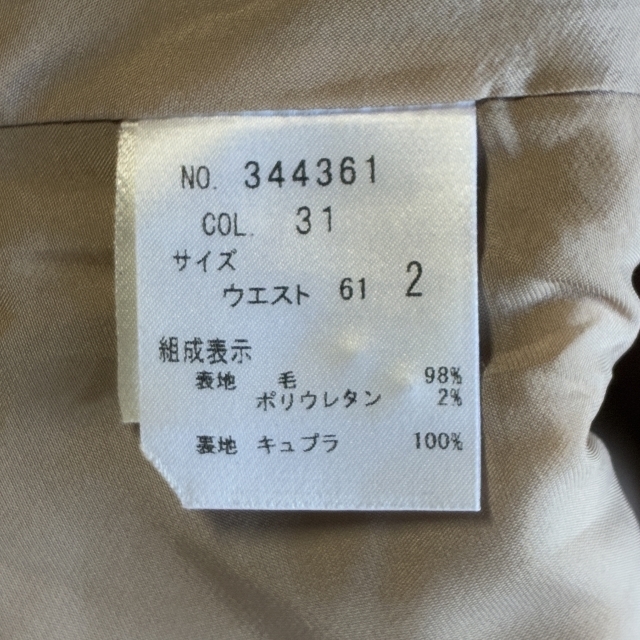 NO. 344361
COL. 31
サイズ
ウエスト 61 2
組成表示
表地 毛 98%
ポリウレタン 2%
裏地 キュプラ 100%